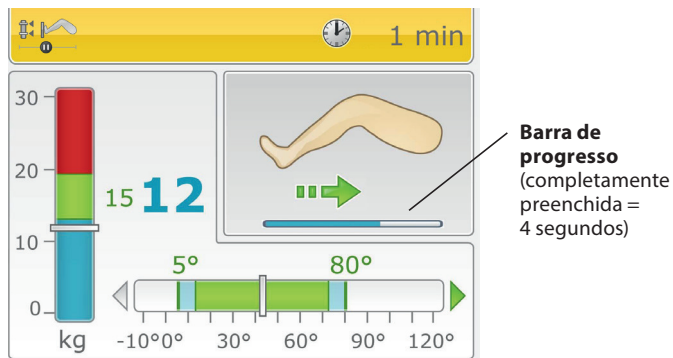 1 min
30
20
10
0
kg
15 12
5° 80°
-10°0° 30° 60° 90° 120°
Barra de
progresso
(completamente
preenchida =
4 segundos)